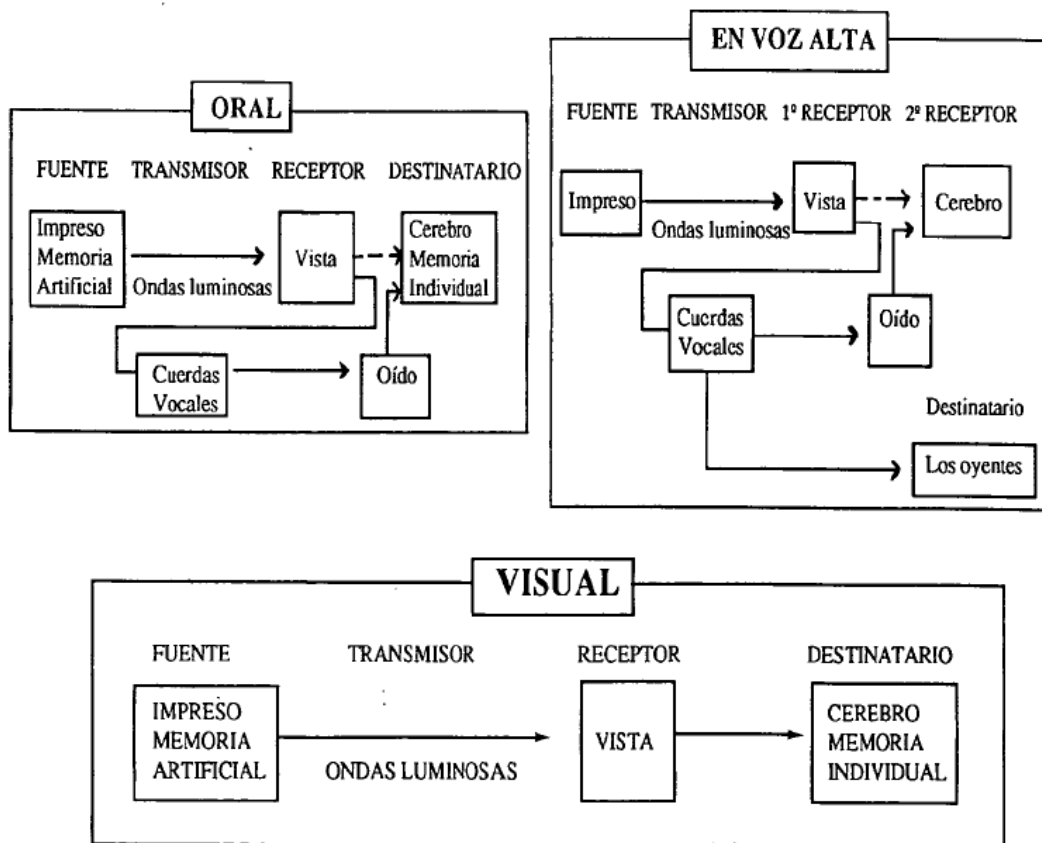 ORAL
FUENTE TRANSMISOR RECEPTOR DESTINATARIO
Impreso
Memoria
Artificial
Ondas luminosas
Vista
Cerebro
Memoria
Individual
Cuerdas
Vocales
Oído
EN VOZ ALTA
FUENTE TRANSMISOR 1º RECEPTOR 2º RECEPTOR
Impreso
Ondas luminosas
Vista
Cerebro
Cuerdas
Vocales
Oído
Destinatario
Los oyentes
VISUAL
FUENTE TRANSMISOR RECEPTOR DESTINATARIO
IMPRESO
MEMORIA
ARTIFICIAL
ONDAS LUMINOSAS
VISTA
CEREBRO
MEMORIA
INDIVIDUAL